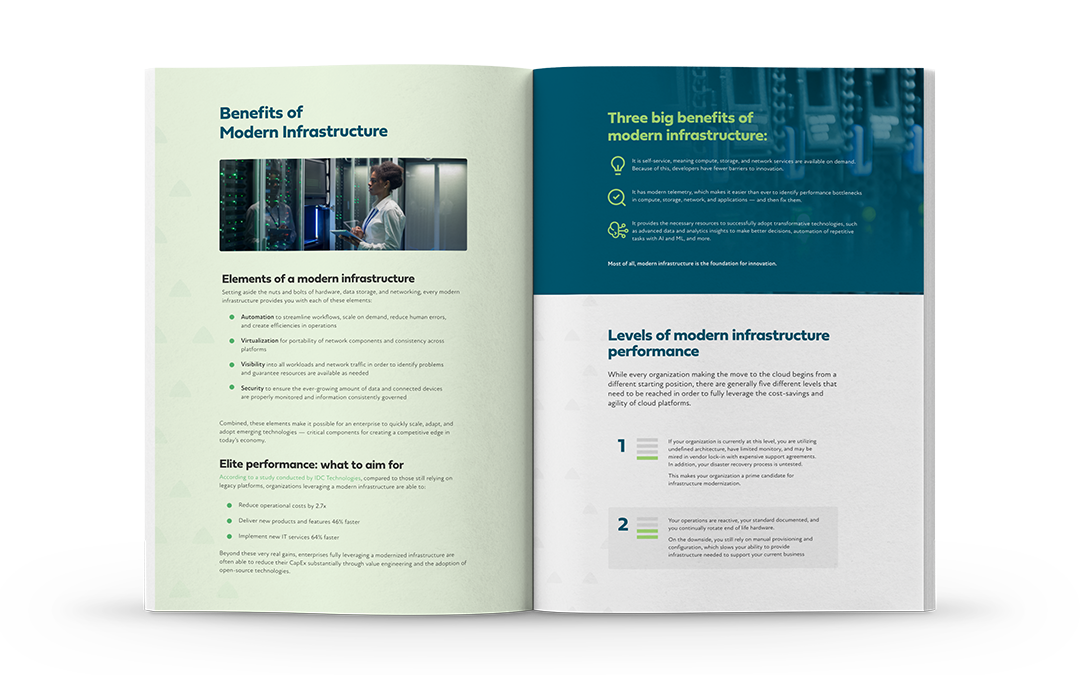 Benefits of
Modern Infrastructure
Elements of a modern infrastructure
Setting aside the nuts and bolts of hardware, data storage, and networking, every modern
infrastructure provides you with each of these elements:
Automation to streamline workflows, scale on demand, reduce human errors,
and create efficiencies in operations
Virtualization for portability of network components and consistency across
platforms
Visibility into all workloads and network traffic in order to identify problems
and guarantee resources are available as needed
Security to ensure the ever-growing amount of data and connected devices
are properly monitored and information consistently governed
Combined, these elements make it possible for an enterprise to quickly scale, adapt, and
adopt emerging technologies — critical components for creating a competitive edge in
today's economy.
Elite performance: what to aim for
According to a study conducted by IDC Technologies, compared to those still relying on
legacy platforms, organizations leveraging a modern infrastructure are able to:
Reduce operational costs by 2.7x
Deliver new products and features 46% faster
Implement new IT services 64% faster
Beyond these very real gains, enterprises fully leveraging a modernized infrastructure are
often able to reduce their CapEx substantially through value engineering and the adoption of
open-source technologies.
Three big benefits of
modern infrastructure:
It is self-service, meaning compute, storage, and network services are available on demand.
Because of this, developers have fewer barriers to innovation.
It has modern telemetry, which makes it easier than ever to identify performance bottlenecks
in compute, storage, network, and applications — and then fix them.
It provides the necessary resources to successfully adopt transformative technologies, such
as advanced data and analytics insights to make better decisions, automation of repetitive
tasks with AI and ML, and more.
Most of all, modern infrastructure is the foundation for innovation.
Levels of modern infrastructure
performance
While every organization making the move to the cloud begins from a
different starting position, there are generally five different levels that
need to be reached in order to fully leverage the cost-savings and
agility of cloud platforms.
1
If your organization is currently at this level, you are utilizing
undefined architecture, have limited monitory, and may be
mired in vendor lock-in with expensive support agreements.
In addition, your disaster recovery process is untested.
This makes your organization a prime candidate for
infrastructure modernization.
2
Your operations are reactive, your standard documented, and
you continually rotate end of life hardware.
On the downside, you still rely on manual provisioning and
configuration, which slows your ability to provide
infrastructure needed to support your current business